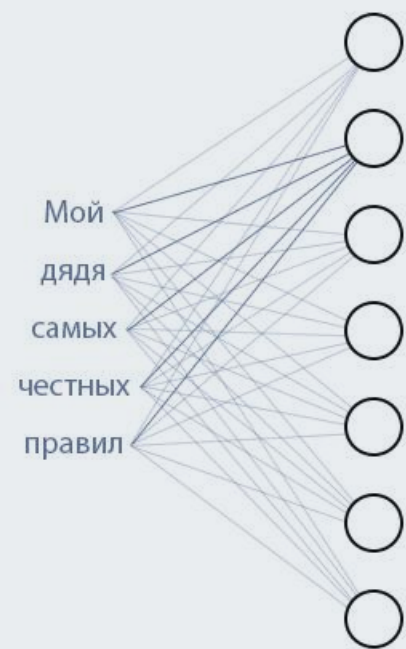 Мой
дядя
самых
честных
правил